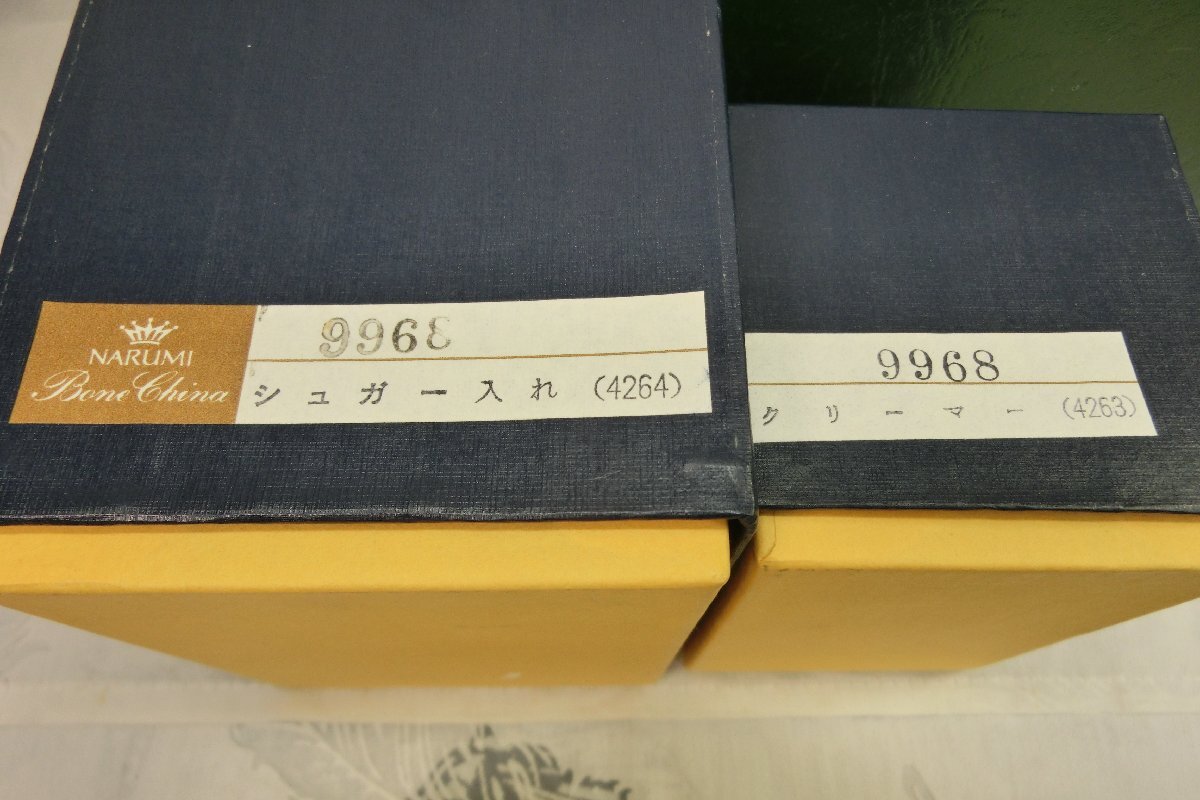 NARUMI
Bone China
9968
シュガー入れ (4264)
9968
クリーマー (4263)